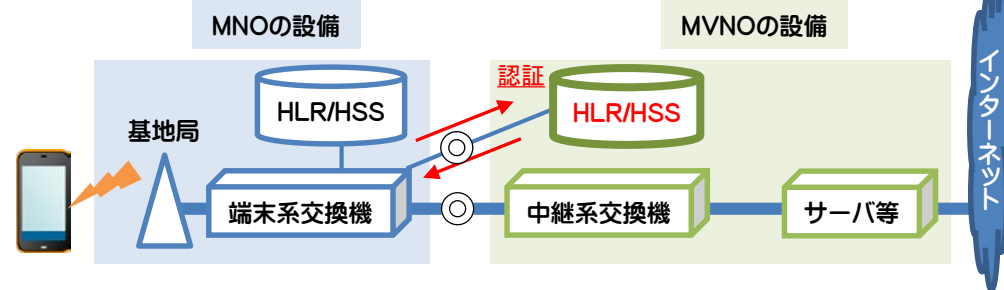 MNOの設備
MVNOの設備
認証
HLR/HSS
HLR/HSS
基地局
端末系交換機
中継系交換機
サーバ等
インターネット